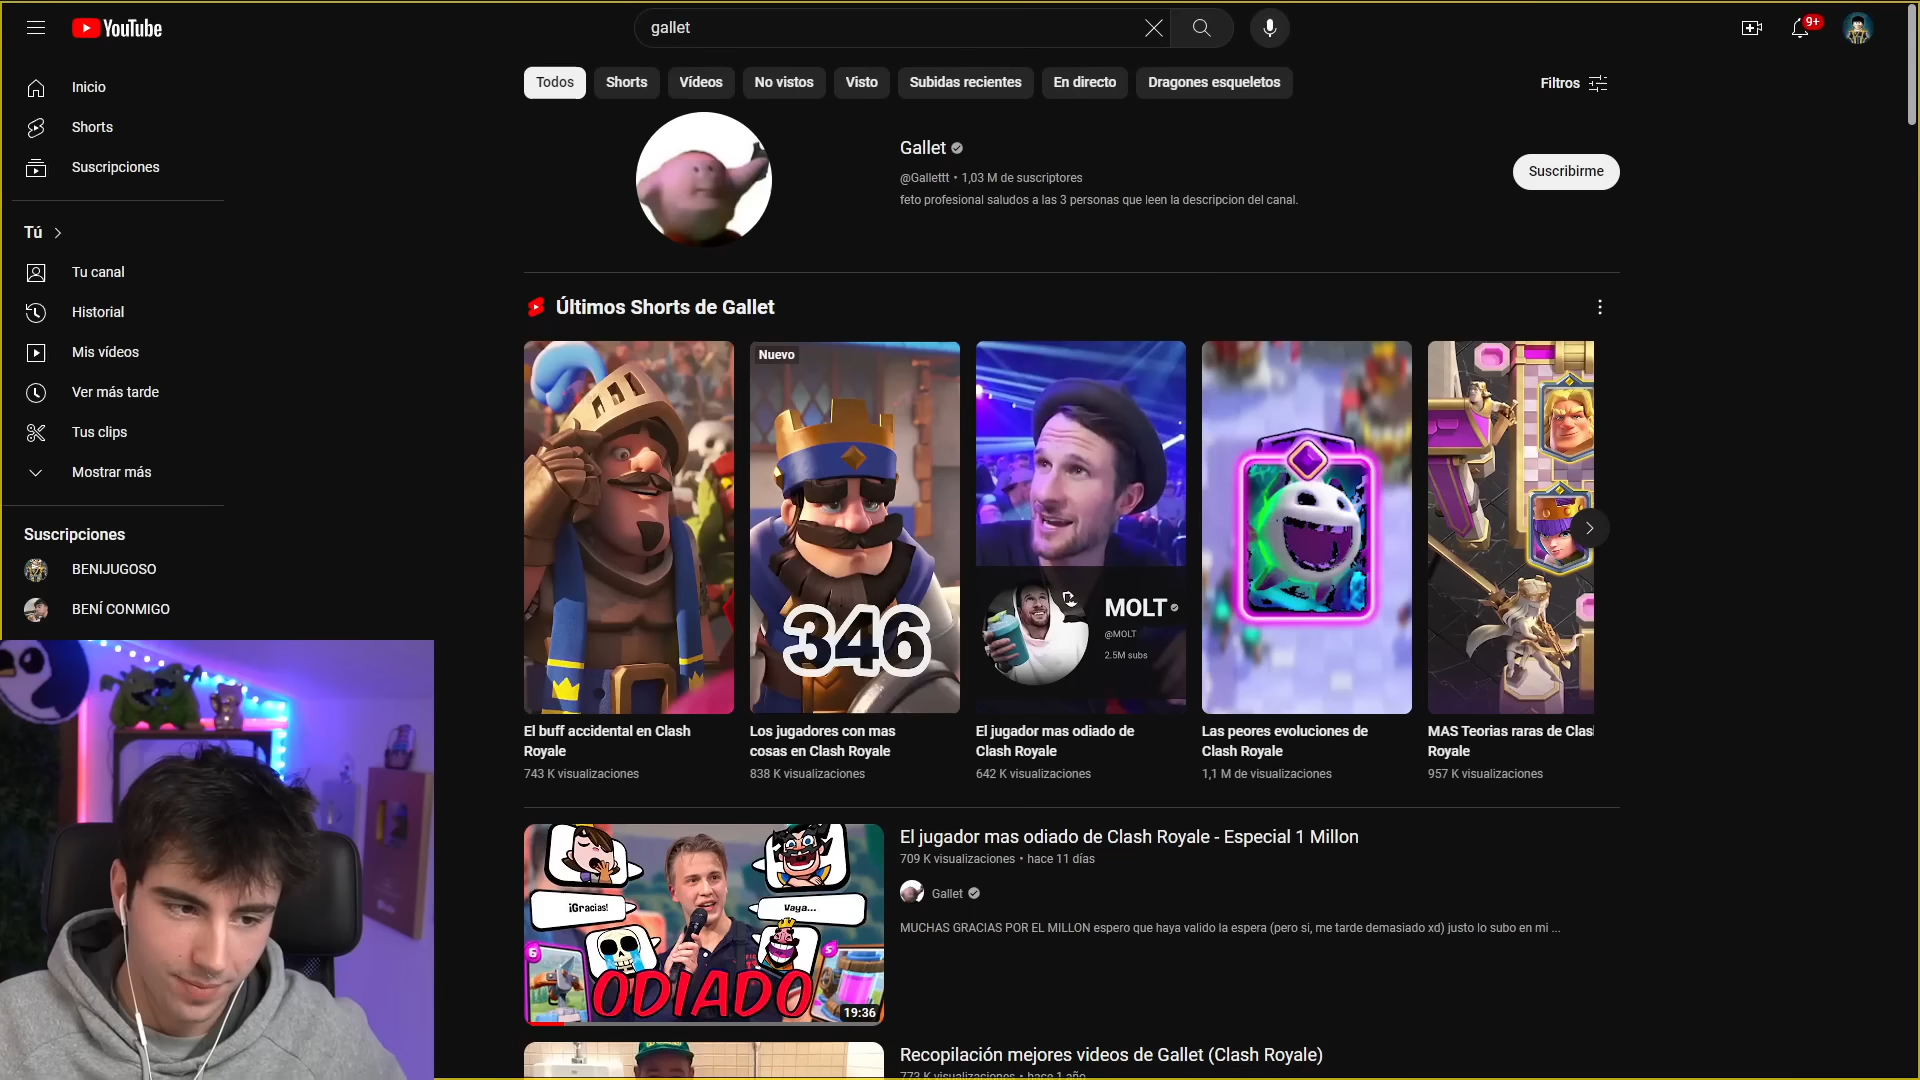 YouTube
gallet
9+
Inicio
Shorts
Suscripciones
Tú
Tu canal
Historial
Mis vídeos
Ver más tarde
Tus clips
Mostrar más
Suscripciones
BENIJUGOSO
BENÍ CONMIGO
Todos
Shorts
Vídeos
No vistos
Visto
Subidas recientes
En directo
Dragones esqueletos
Filtros
Gallet
@Gallettt • 1,03 M de suscriptores
feto profesional saludos a las 3 personas que leen la descripcion del canal.
Suscribirme
Últimos Shorts de Gallet
Nuevo
346
MOLT
@MOLT
2.5M subs
El buff accidental en Clash
Royale
743 K visualizaciones
Los jugadores con mas
cosas en Clash Royale
838 K visualizaciones
El jugador mas odiado de
Clash Royale
642 K visualizaciones
Las peores evoluciones de
Clash Royale
1,1 M de visualizaciones
MAS Teorias raras de Clas
Royale
957 K visualizaciones
¡Gracias!
Vaya...
6
5
ODIADO
19:36
El jugador mas odiado de Clash Royale - Especial 1 Millon
709 K visualizaciones • hace 11 días
Gallet
MUCHAS GRACIAS POR EL MILLON espero que haya valido la espera (pero si, me tarde demasiado xd) justo lo subo en mi ...
Recopilación mejores videos de Gallet (Clash Royale)
773 K visualizaciones • hace 1 año